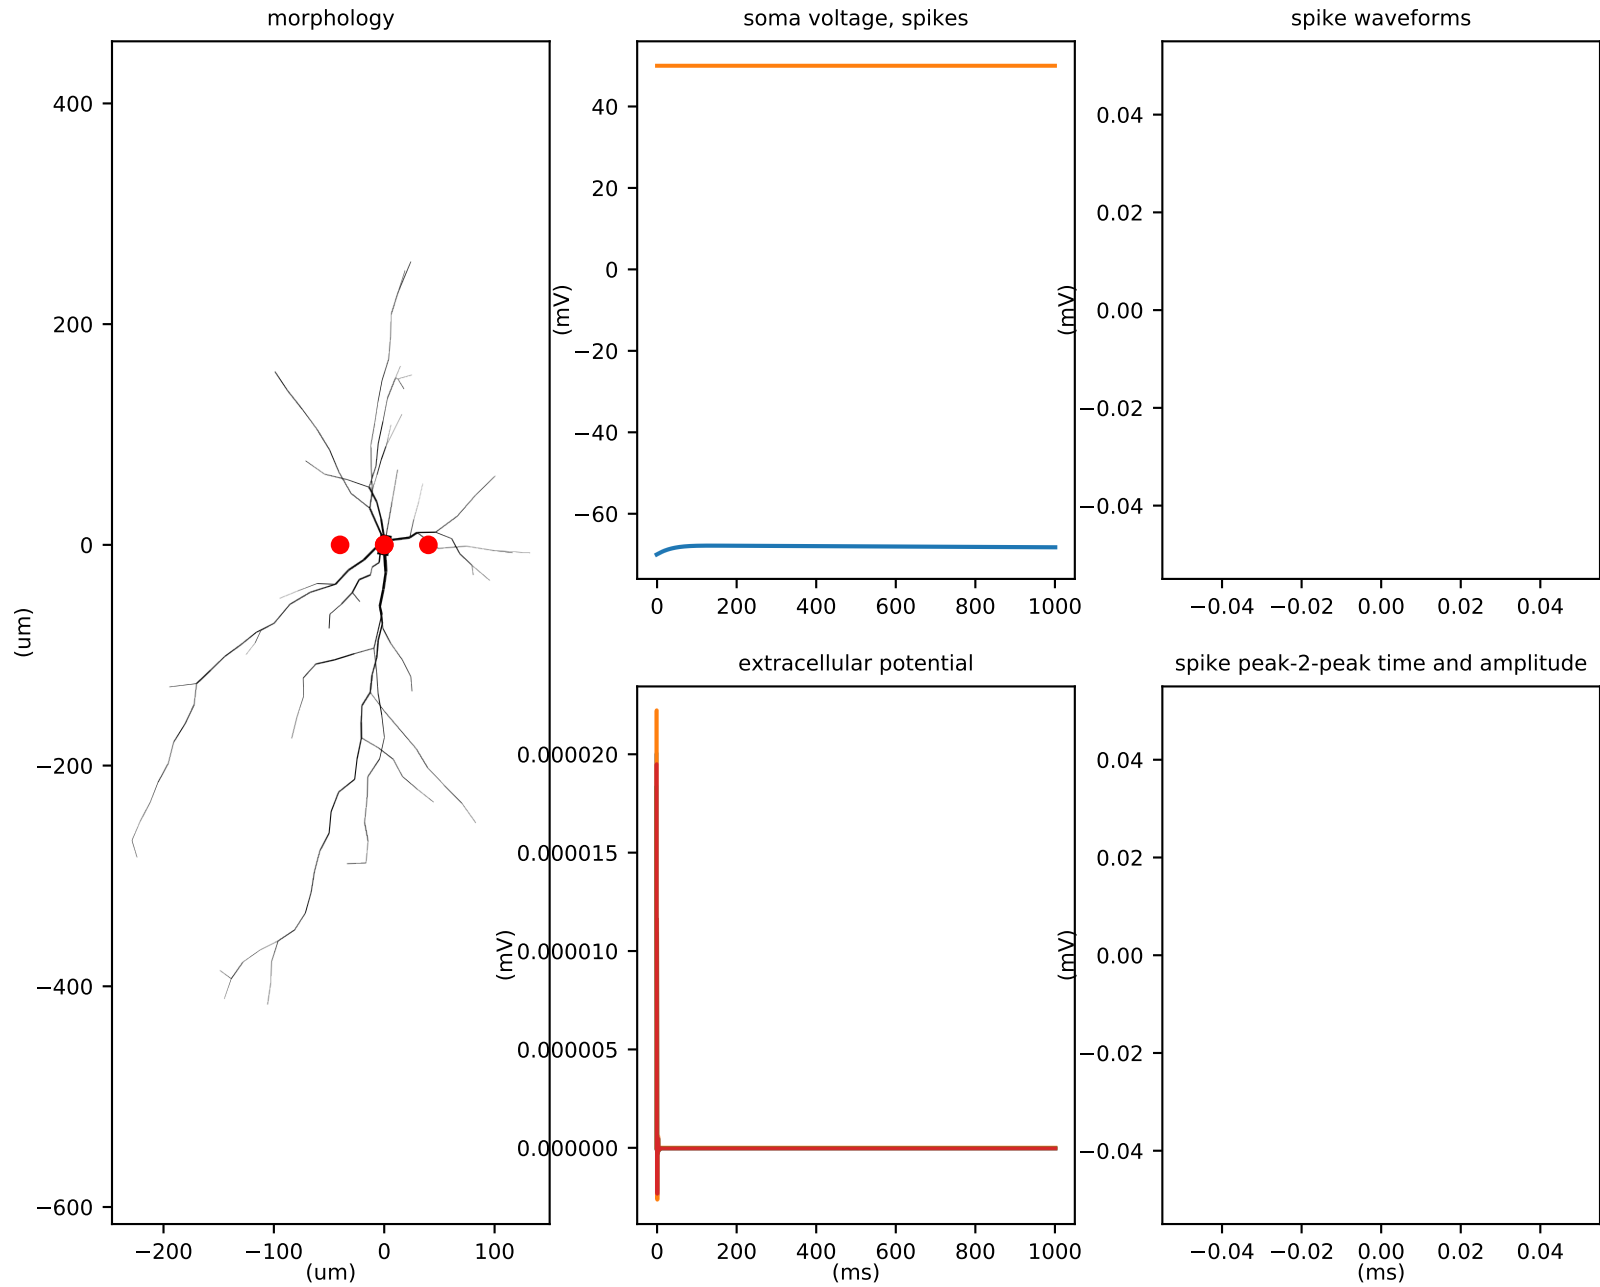 morphology
400
200
0
−200
−400
−600
(um)
−200 −100 0 100
(um)
soma voltage, spikes
40
20
0
−20
−40
−60
(mV)
0 200 400 600 800 1000
spike waveforms
0.04
0.02
0.00
−0.02
−0.04
(mV)
−0.04 −0.02 0.00 0.02 0.04
extracellular potential
0.000020
0.000015
0.000010
0.000005
0.000000
(mV)
0 200 400 600 800 1000
(ms)
spike peak-2-peak time and amplitude
0.04
0.02
0.00
−0.02
−0.04
(mV)
−0.04 −0.02 0.00 0.02 0.04
(ms)